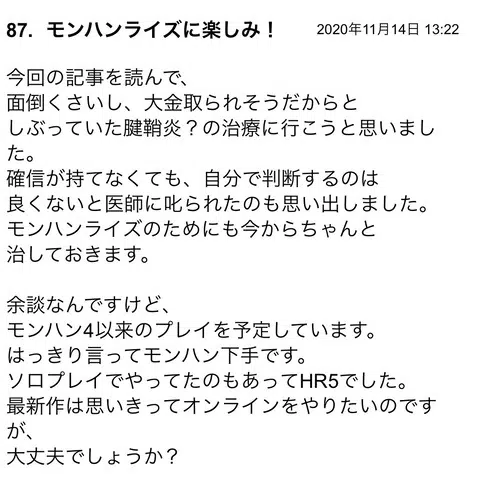 87. モンハンライズに楽しみ！ 2020年11月14日 13:22
今回の記事を読んで、
面倒くさいし、大金取られそうだからと
しぶっていた腱鞘炎？の治療に行こうと思いまし
た。
確信が持てなくても、自分で判断するのは
良くないと医師に叱られたのも思い出しました。
モンハンライズのためにも今からちゃんと
治しておきます。
余談なんですけど、
モンハン4以来のプレイを予定しています。
はっきり言ってモンハン下手です。
ソロプレイでやってたのもあってHR5でした。
最新作は思いきってオンラインをやりたいのです
が、
大丈夫でしょうか？